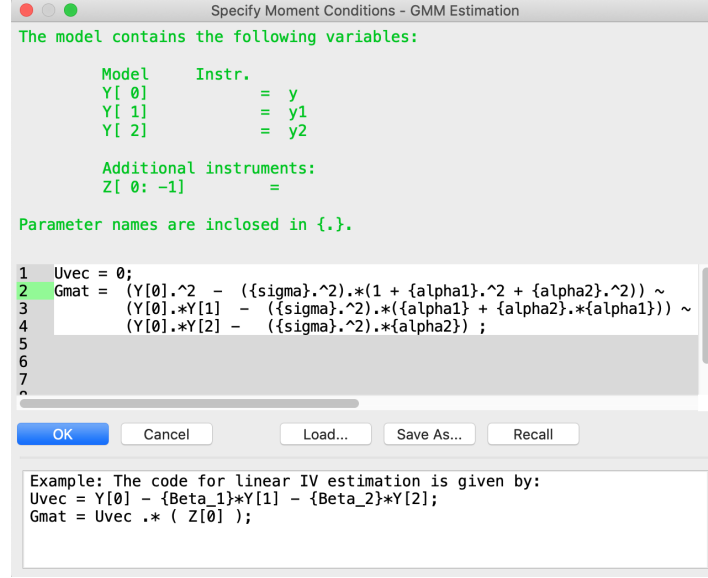 Specify Moment Conditions - GMM Estimation
The model contains the following variables:
Model Instr.
Y[ 0] = y
Y[ 1] = y1
Y[ 2] = y2
Additional instruments:
Z[ 0: -1] =
Parameter names are inclosed in {.}.
1 Uvec = 0;
2 Gmat = (Y[0].^2 - ({sigma}.^2).*(1 + {alpha1}.^2 + {alpha2}.^2)) ~
3 (Y[0].*Y[1] - ({sigma}.^2).*({alpha1} + {alpha2}.*{alpha1})) ~
4 (Y[0].*Y[2] - ({sigma}.^2).*{alpha2}) ;
5
6
7
OK Cancel Load... Save As... Recall
Example: The code for linear IV estimation is given by:
Uvec = Y[0] - {Beta_1}*Y[1] - {Beta_2}*Y[2];
Gmat = Uvec .* ( Z[0] );